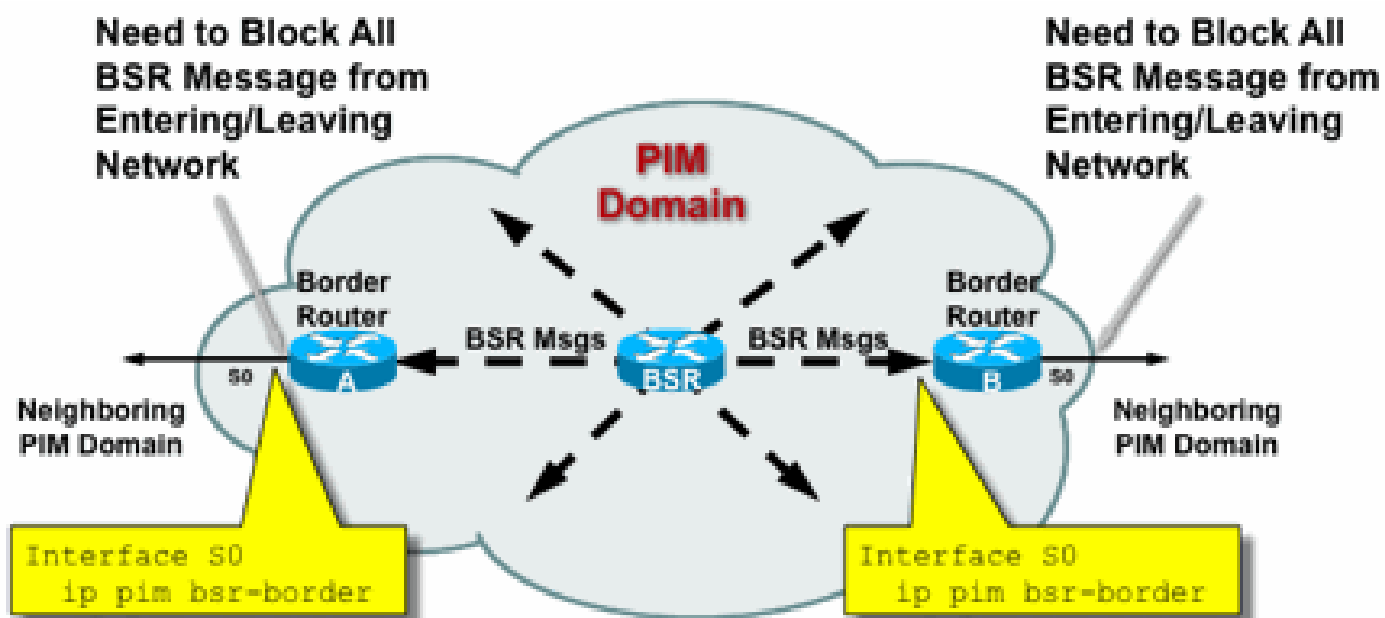 Need to Block All
BSR Message from
Entering/Leaving
Network
Need to Block All
BSR Message from
Entering/Leaving
Network
PIM
Domain
Border
Router
Border
Router
BSR Msgs
BSR Msgs
S0
A
BSR
B
S0
Neighboring
PIM Domain
Neighboring
PIM Domain
Interface S0
ip pim bsr-border
Interface S0
ip pim bsr-border